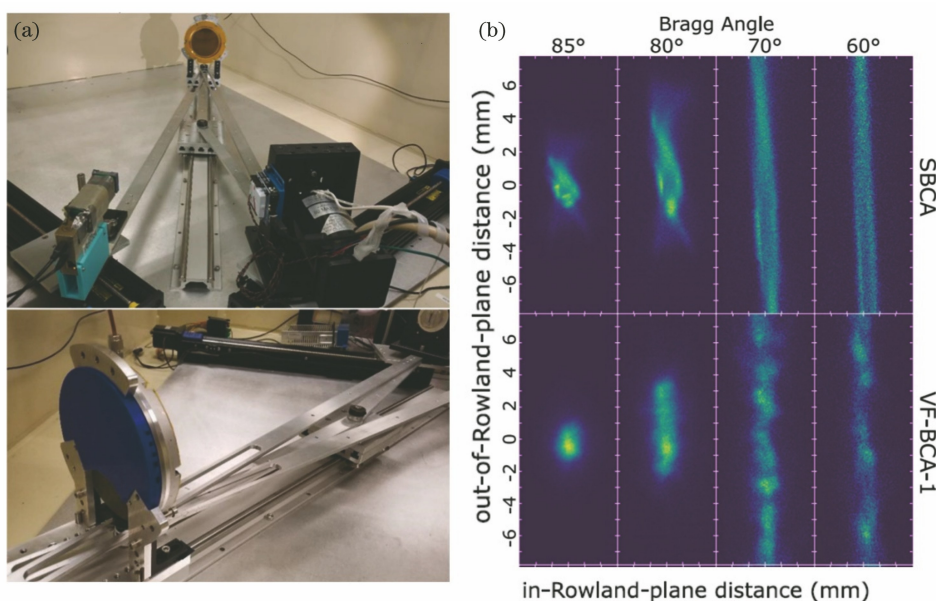 (a)
(b)
Bragg Angle
85° 80° 70° 60°
out-of-Rowland-plane distance (mm)
6
4
2
0
-2
-4
-6
SBCA
6
4
2
0
-2
-4
-6
VF-BCA-1
in-Rowland-plane distance (mm)